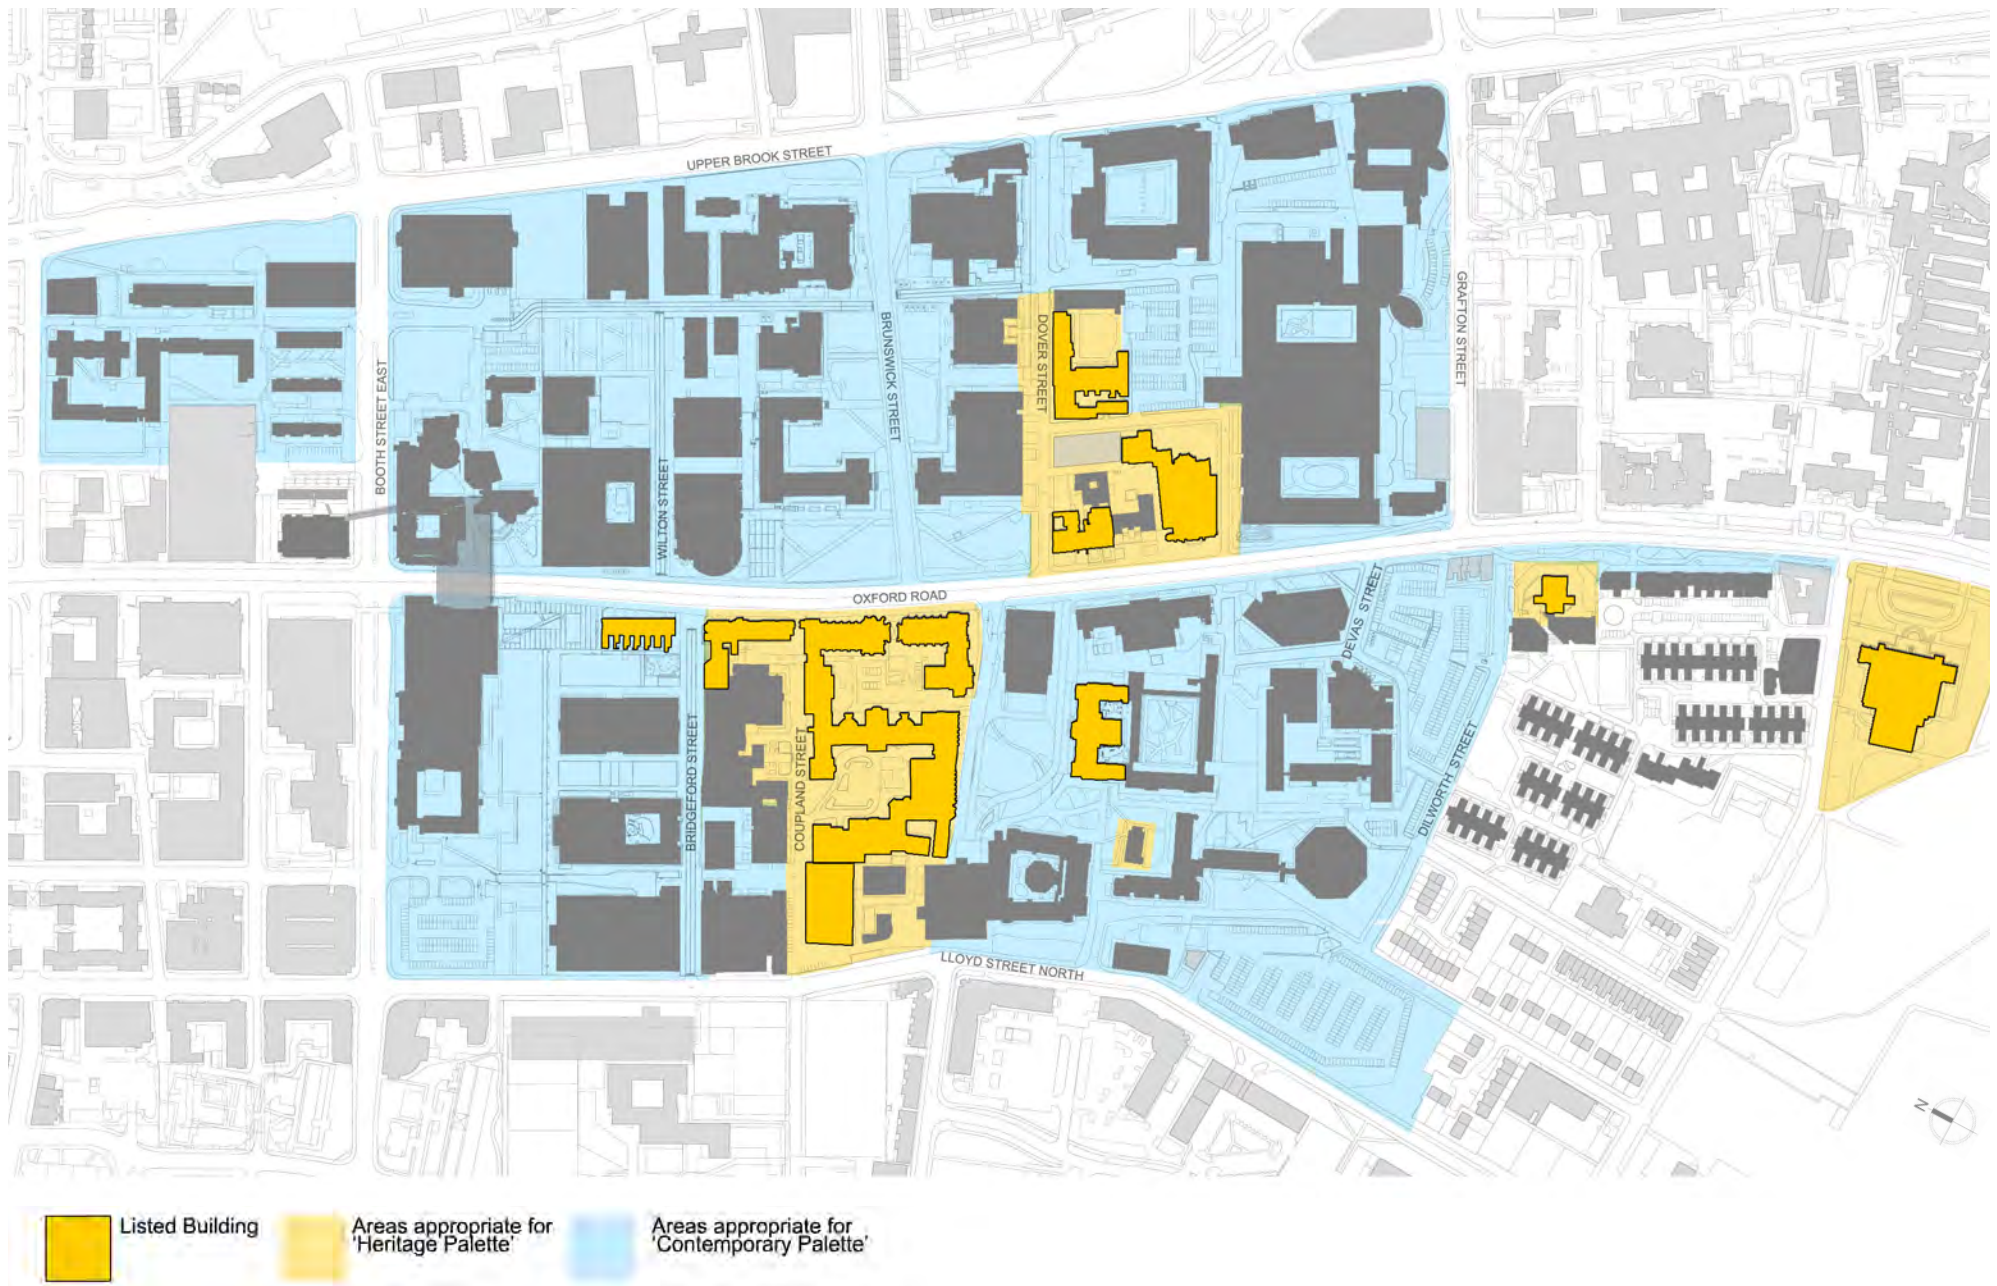 UPPER BROOK STREET
GRAFTON STREET
DOVER STREET
BRUNSWICK STREET
BOOTH STREET EAST
WILTON STREET
OXFORD ROAD
DEVAS STREET
DILWORTH STREET
BRIDGEFORD STREET
COUPLAND STREET
LLOYD STREET NORTH
N
Listed Building
Areas appropriate for
'Heritage Palette'
Areas appropriate for
'Contemporary Palette'